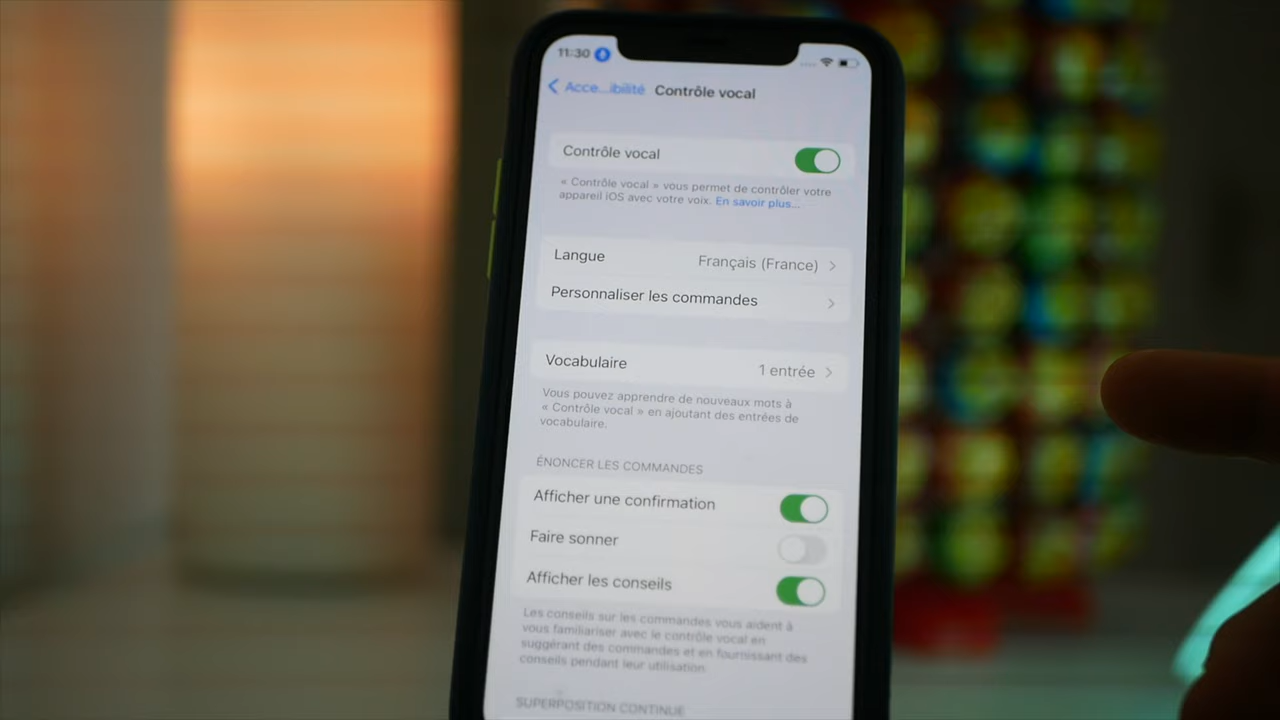 11:30
Acce...ibilité Contrôle vocal
Contrôle vocal
« Contrôle vocal » vous permet de contrôler votre
appareil iOS avec votre voix. En savoir plus...
Langue Français (France)
Personnaliser les commandes
Vocabulaire 1 entrée
Vous pouvez apprendre de nouveaux mots à
« Contrôle vocal » en ajoutant des entrées de
vocabulaire.
ÉNONCER LES COMMANDES
Afficher une confirmation
Faire sonner
Afficher les conseils
Les conseils sur les commandes vous aident à
vous familiariser avec le contrôle vocal en
suggérant des commandes et en fournissant des
conseils pendant leur utilisation.
SUPERPOSITION CONTINUE